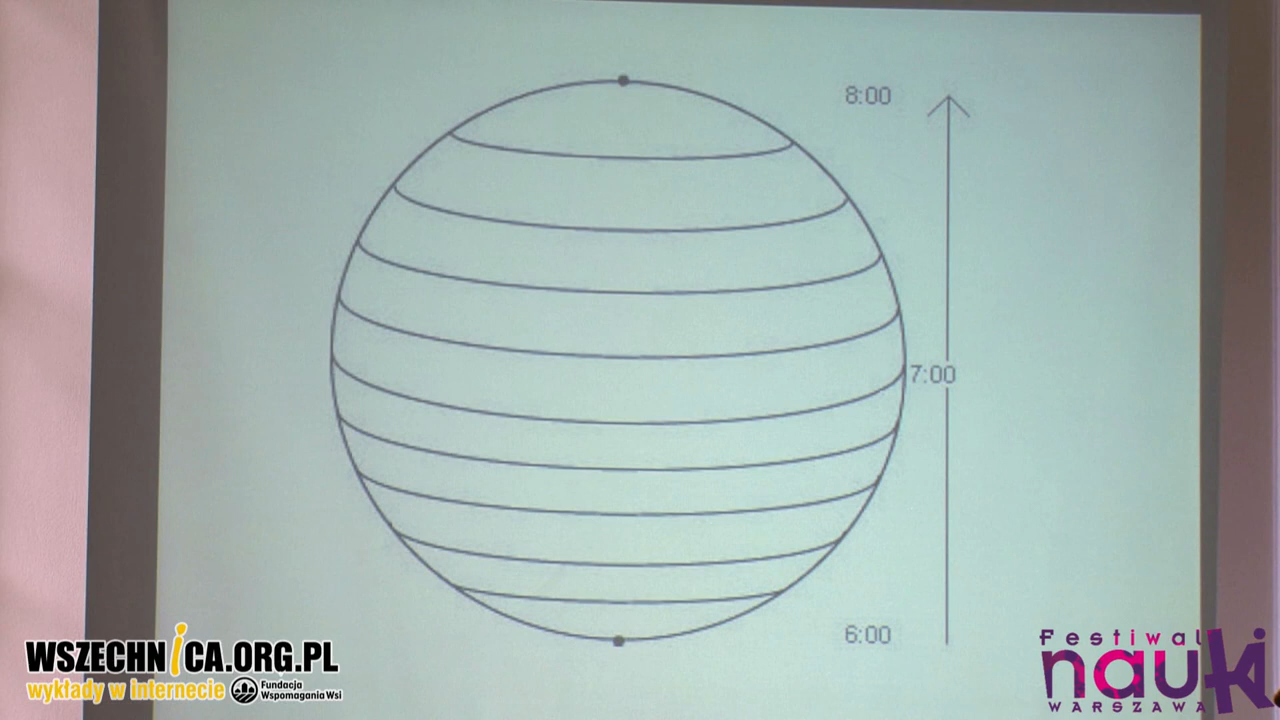 8:00
7:00
6:00
WSZECHNICA.ORG.PL
wykłady w internecie
Fundacja
Wspomagania Wsi
Festiwal
nauki
WARSZAWA